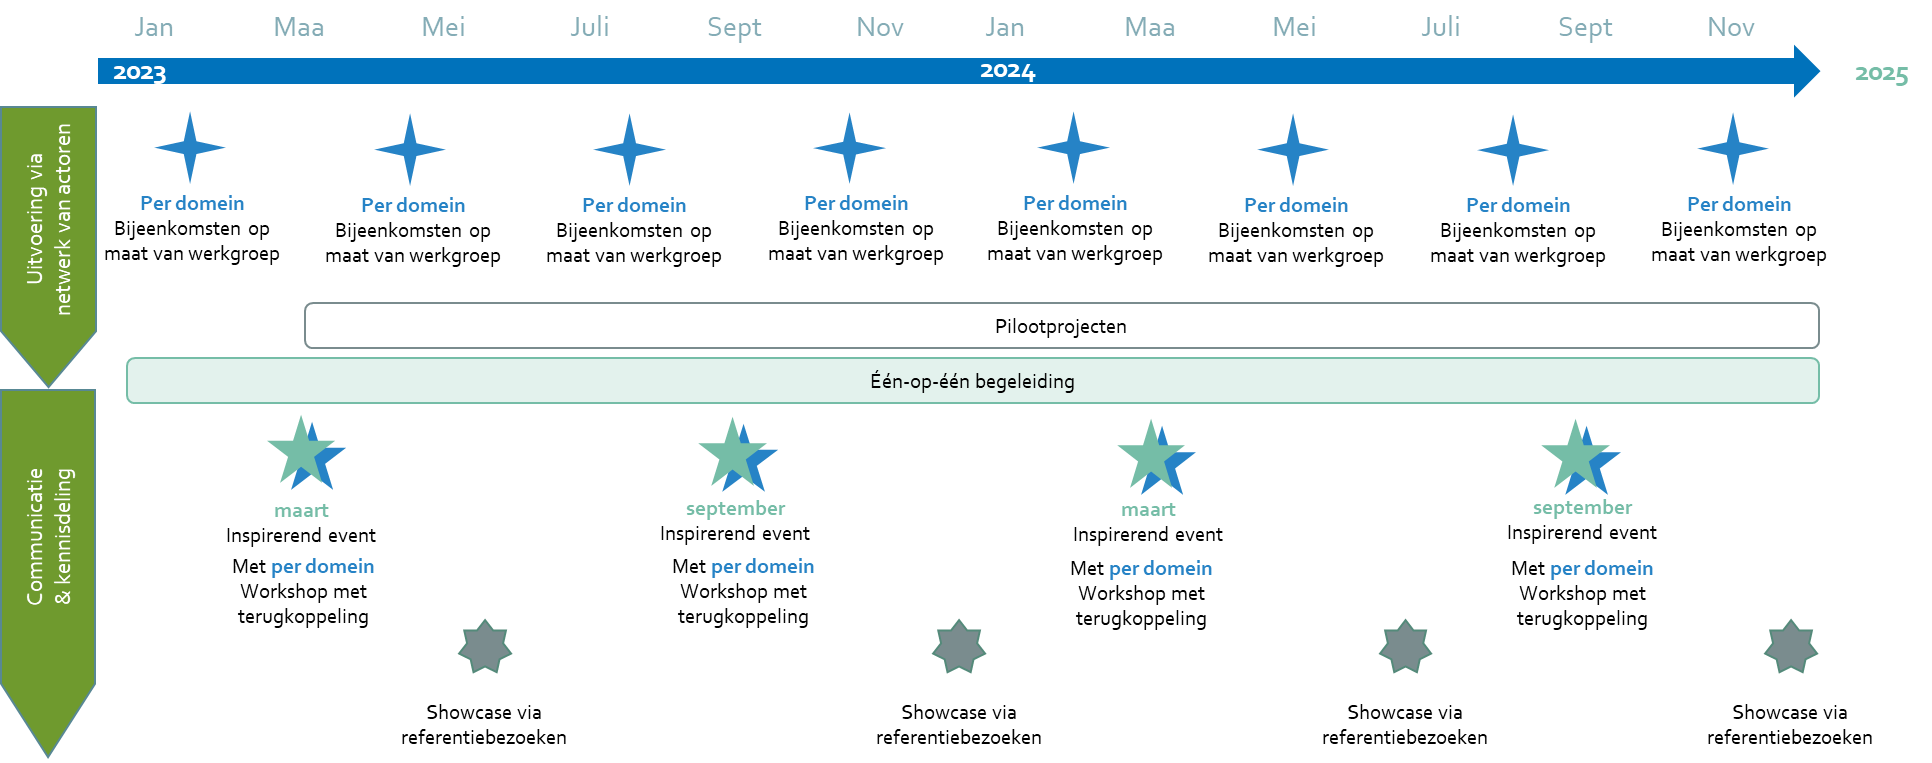 Jan Maa Mei Juli Sept Nov Jan Maa Mei Juli Sept Nov
2023 2024 2025
Uitvoering via
netwerk van actoren
Per domein
Bijeenkomsten op
maat van werkgroep
Per domein
Bijeenkomsten op
maat van werkgroep
Per domein
Bijeenkomsten op
maat van werkgroep
Per domein
Bijeenkomsten op
maat van werkgroep
Per domein
Bijeenkomsten op
maat van werkgroep
Per domein
Bijeenkomsten op
maat van werkgroep
Per domein
Bijeenkomsten op
maat van werkgroep
Per domein
Bijeenkomsten op
maat van werkgroep
Pilootprojecten
Één-op-één begeleiding
Communicatie
& kennisdeling
maart
Inspirerend event
Met per domein
Workshop met
terugkoppeling
september
Inspirerend event
Met per domein
Workshop met
terugkoppeling
maart
Inspirerend event
Met per domein
Workshop met
terugkoppeling
september
Inspirerend event
Met per domein
Workshop met
terugkoppeling
Showcase via
referentiebezoeken
Showcase via
referentiebezoeken
Showcase via
referentiebezoeken
Showcase via
referentiebezoeken